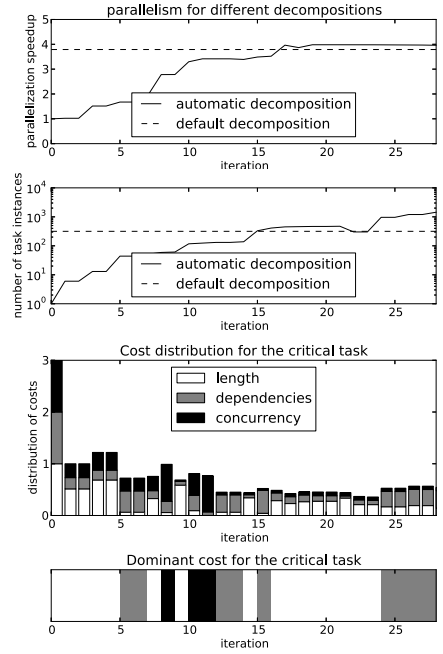 parallelism for different decompositions
parallelization speedup
5
4
3
2
1
0
automatic decomposition
default decomposition
0 5 10 15 20 25
iteration
number of task instances
10^4
10^3
10^2
10^1
10^0
automatic decomposition
default decomposition
0 5 10 15 20 25
iteration
Cost distribution for the critical task
distribution of costs
3
2
1
0
length
dependencies
concurrency
0 5 10 15 20 25
iteration
Dominant cost for the critical task
0 5 10 15 20 25
iteration